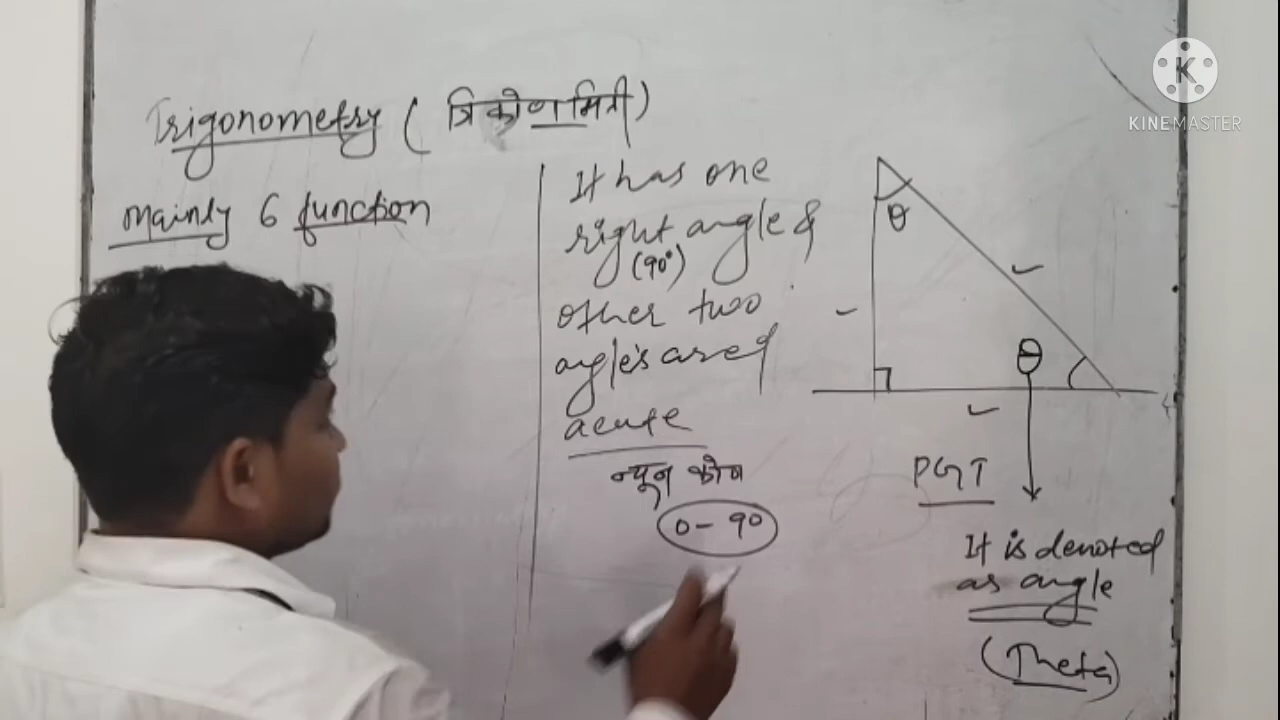 Trigonometry (त्रिकोणमिती)
mainly 6 function
It has one
right angle &
(90°)
other two
angle's are
acute
न्यून कोण
0 - 90
θ
θ
PGT
It is denoted
as angle
(Theta)
K
KINEMASTER